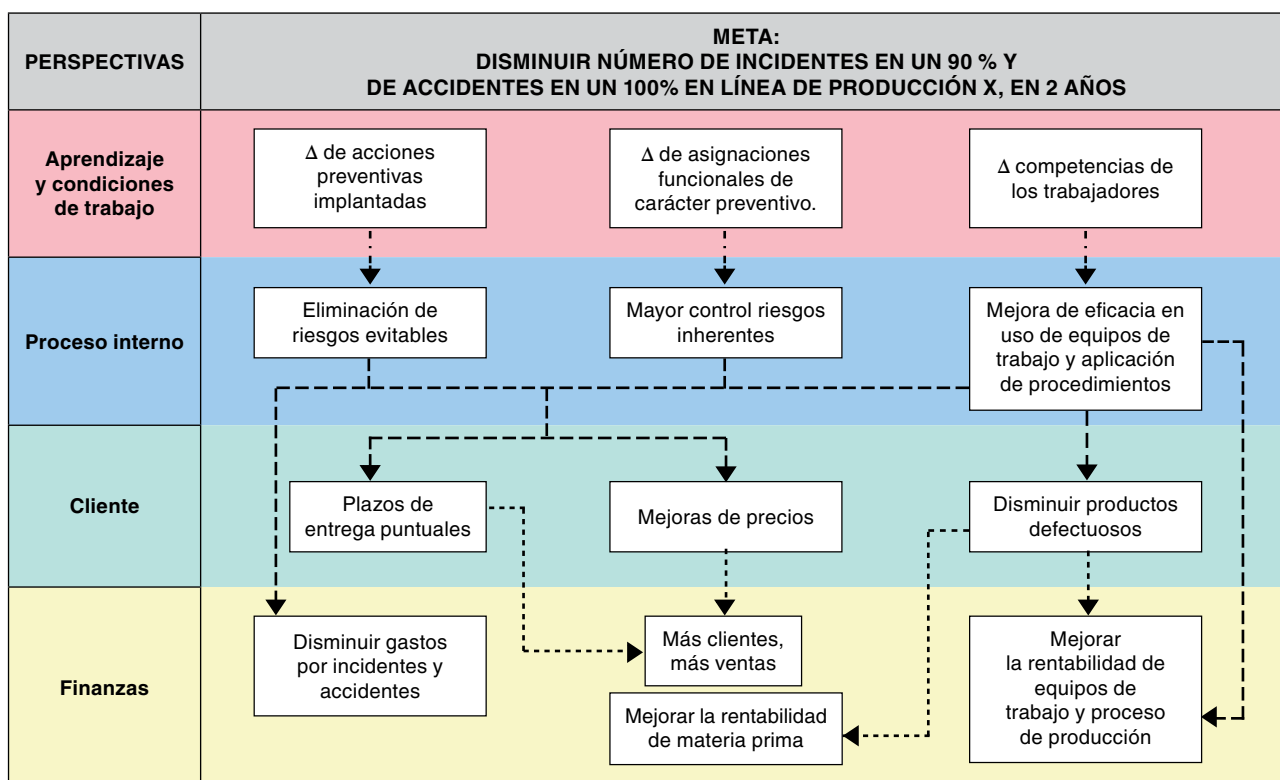 PERSPECTIVAS
META:
DISMINUIR NÚMERO DE INCIDENTES EN UN 90 % Y
DE ACCIDENTES EN UN 100% EN LÍNEA DE PRODUCCIÓN X, EN 2 AÑOS
Aprendizaje
y condiciones
de trabajo
Δ de acciones
preventivas
implantadas
Δ de asignaciones
funcionales de
carácter preventivo.
Δ competencias de
los trabajadores
Proceso interno
Eliminación de
riesgos evitables
Mayor control riesgos
inherentes
Mejora de eficacia en
uso de equipos de
trabajo y aplicación
de procedimientos
Cliente
Plazos de
entrega puntuales
Mejoras de precios
Disminuir productos
defectuosos
Finanzas
Disminuir gastos
por incidentes y
accidentes
Más clientes,
más ventas
Mejorar la rentabilidad
de materia prima
Mejorar
la rentabilidad de
equipos de
trabajo y proceso
de producción